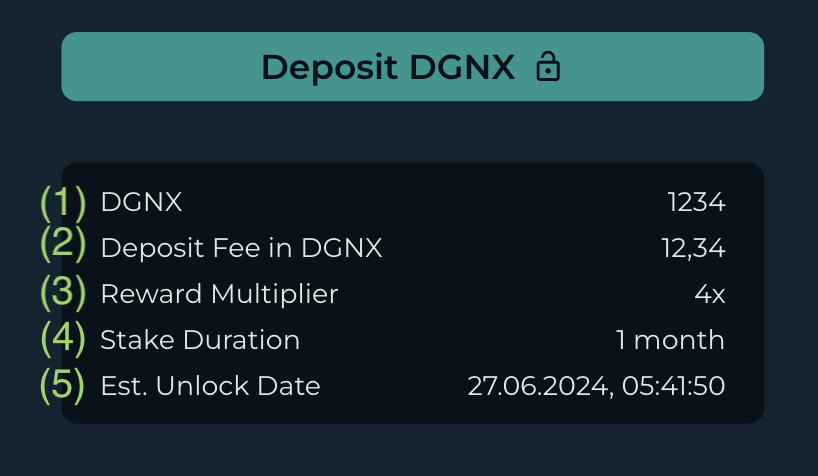 Deposit DGNX
(1) DGNX 1234
(2) Deposit Fee in DGNX 12,34
(3) Reward Multiplier 4x
(4) Stake Duration 1 month
(5) Est. Unlock Date 27.06.2024, 05:41:50